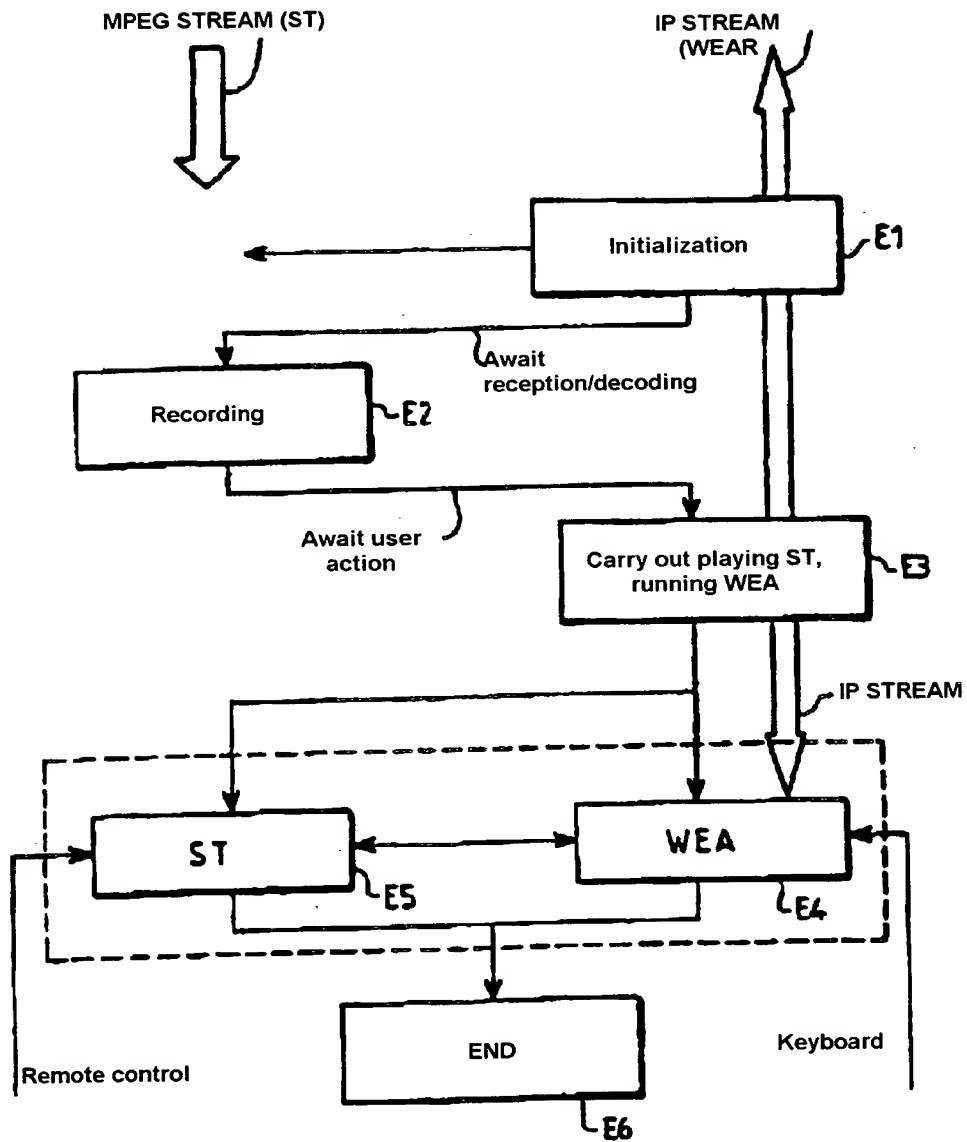 MPEG STREAM (ST)
IP STREAM
(WEAR
Initialization
E1
Await
reception/decoding
Recording
E2
Await user
action
Carry out playing ST,
running WEA
E3
IP STREAM
ST
E5
WEA
E4
END
E6
Remote control
Keyboard